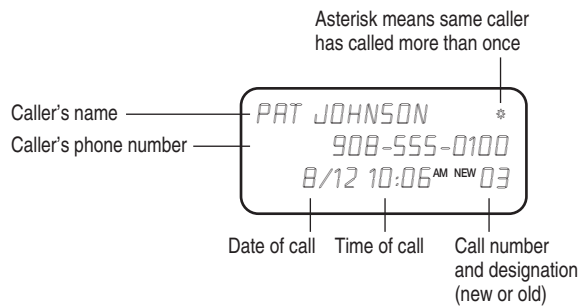 Asterisk means same caller
has called more than once
Caller's name
PAT JOHNSON *
Caller's phone number
908-555-0100
8/12 10:06 AM NEW 03
Date of call
Time of call
Call number
and designation
(new or old)